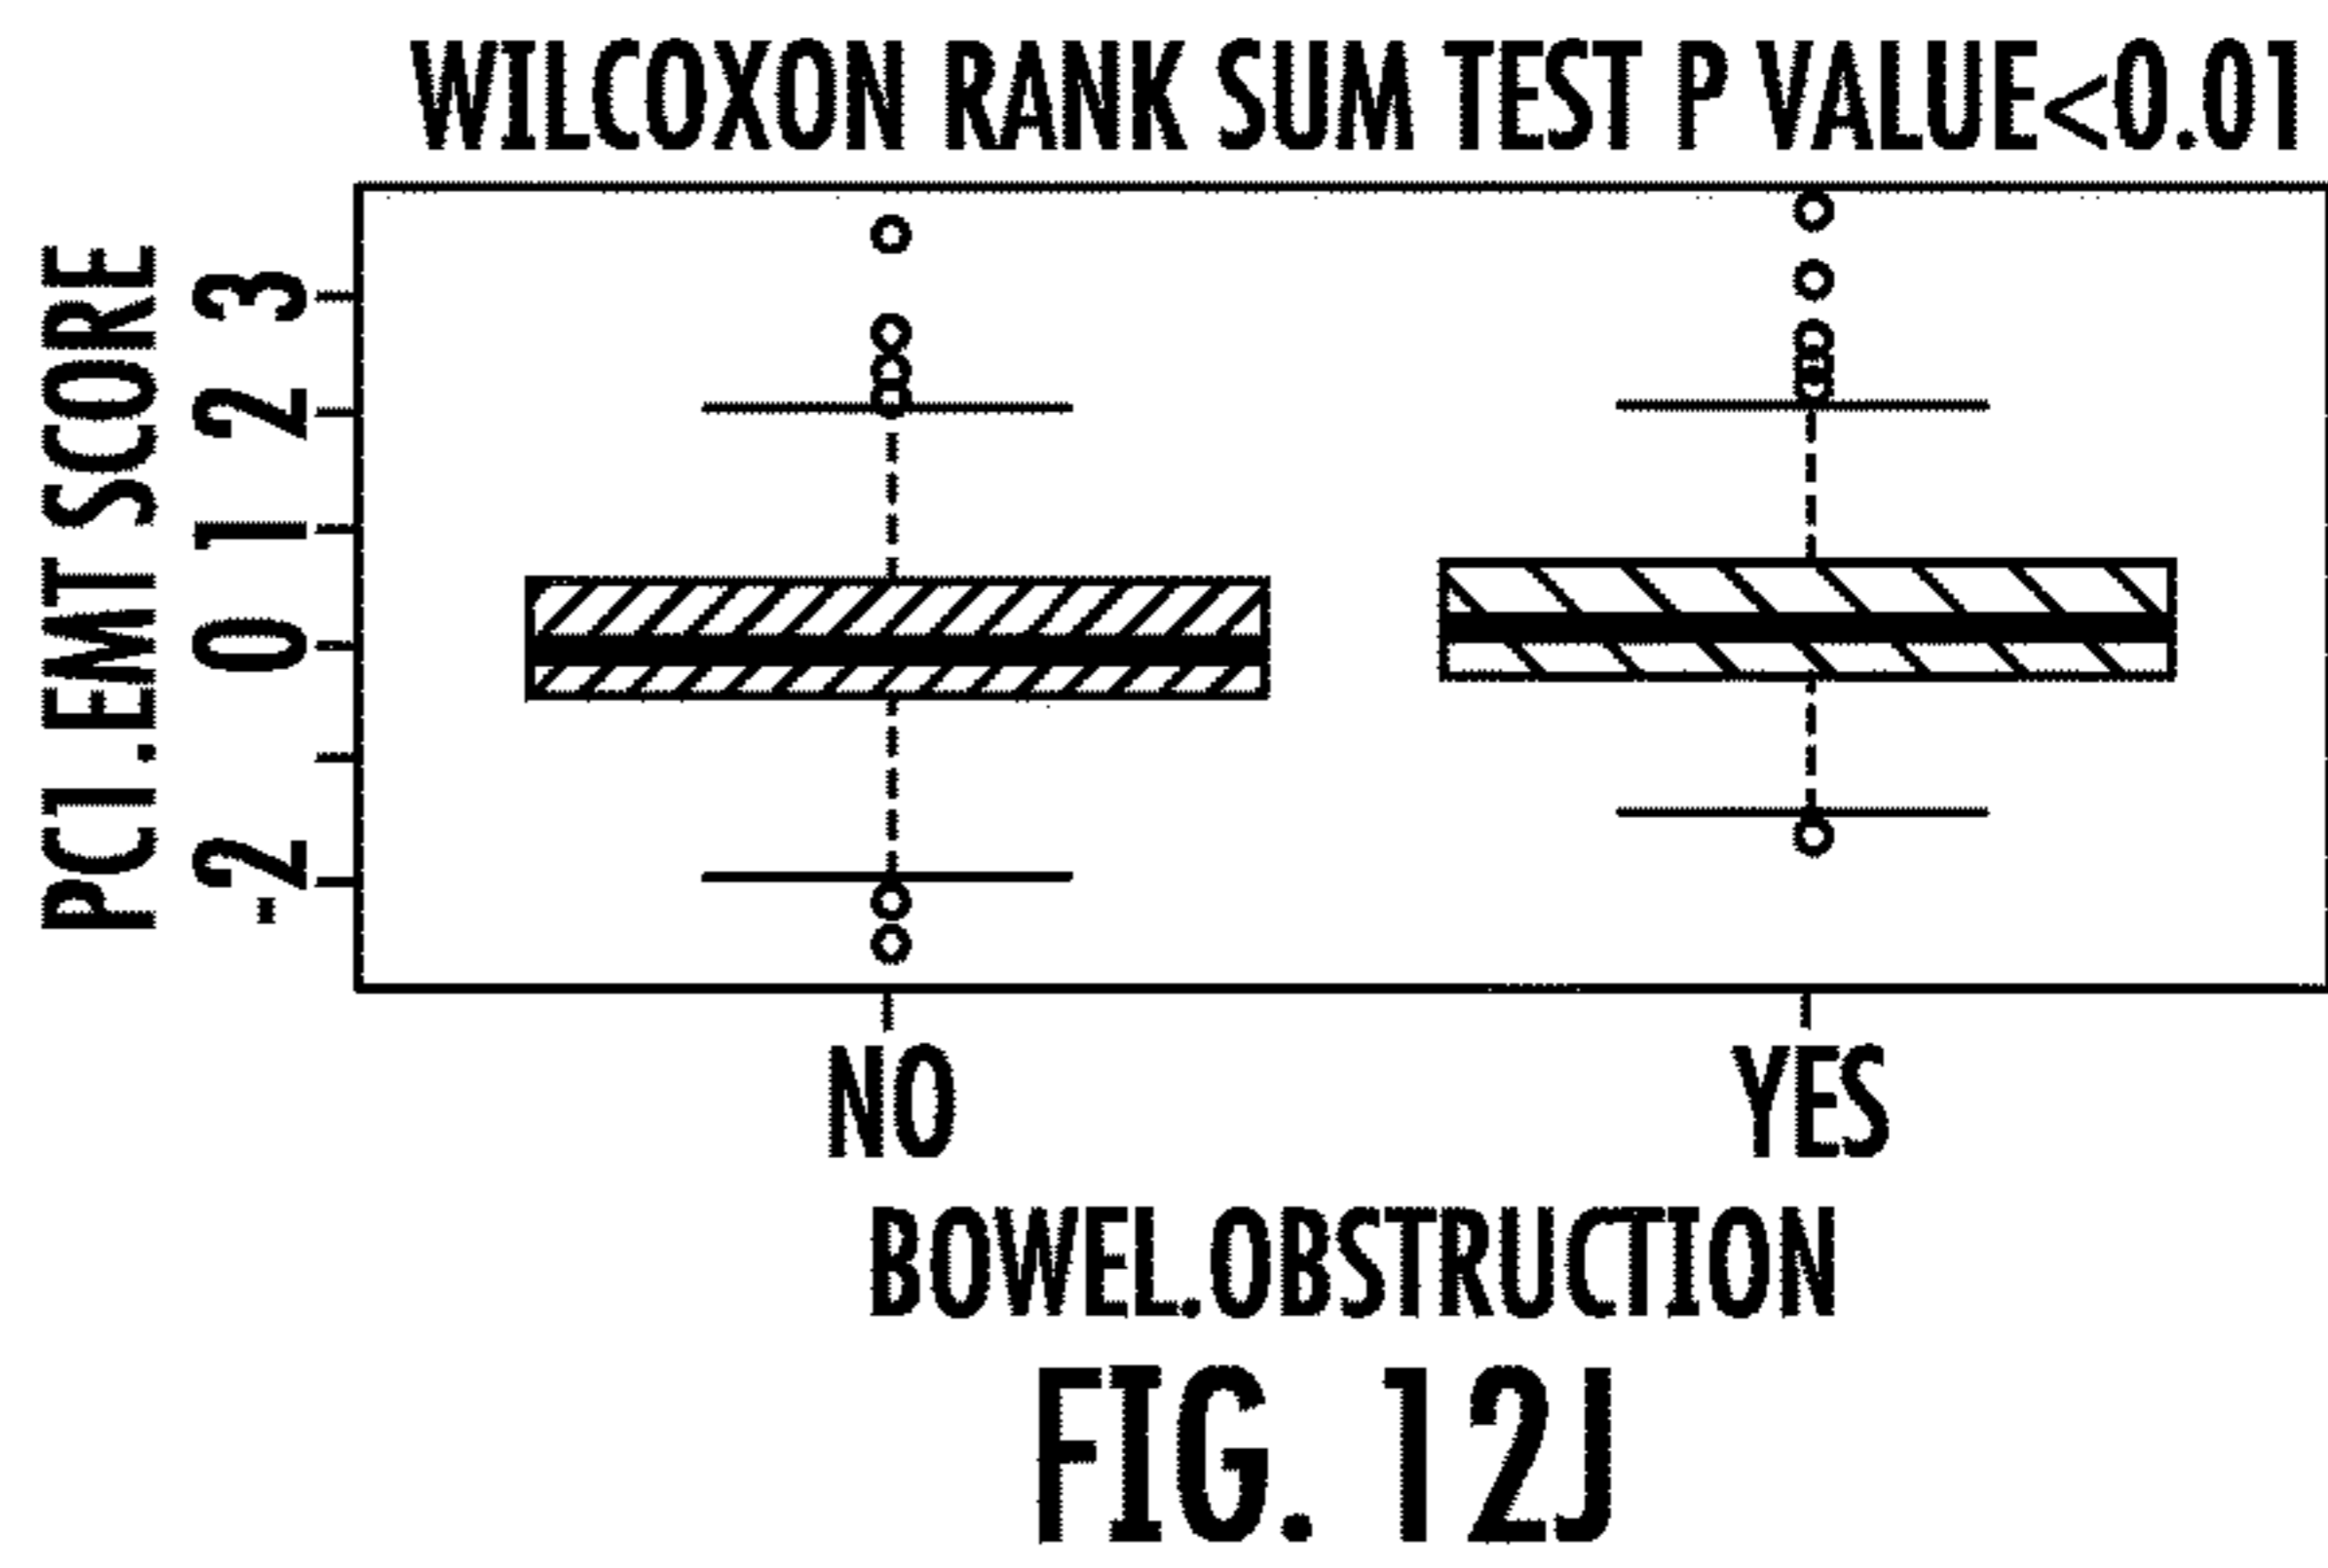 WILCOXON RANK SUM TEST P VALUE<0.01
PC1.EMT SCORE
3
2
1
0
-2
NO YES
BOWEL.OBSTRUCTION
FIG. 12J